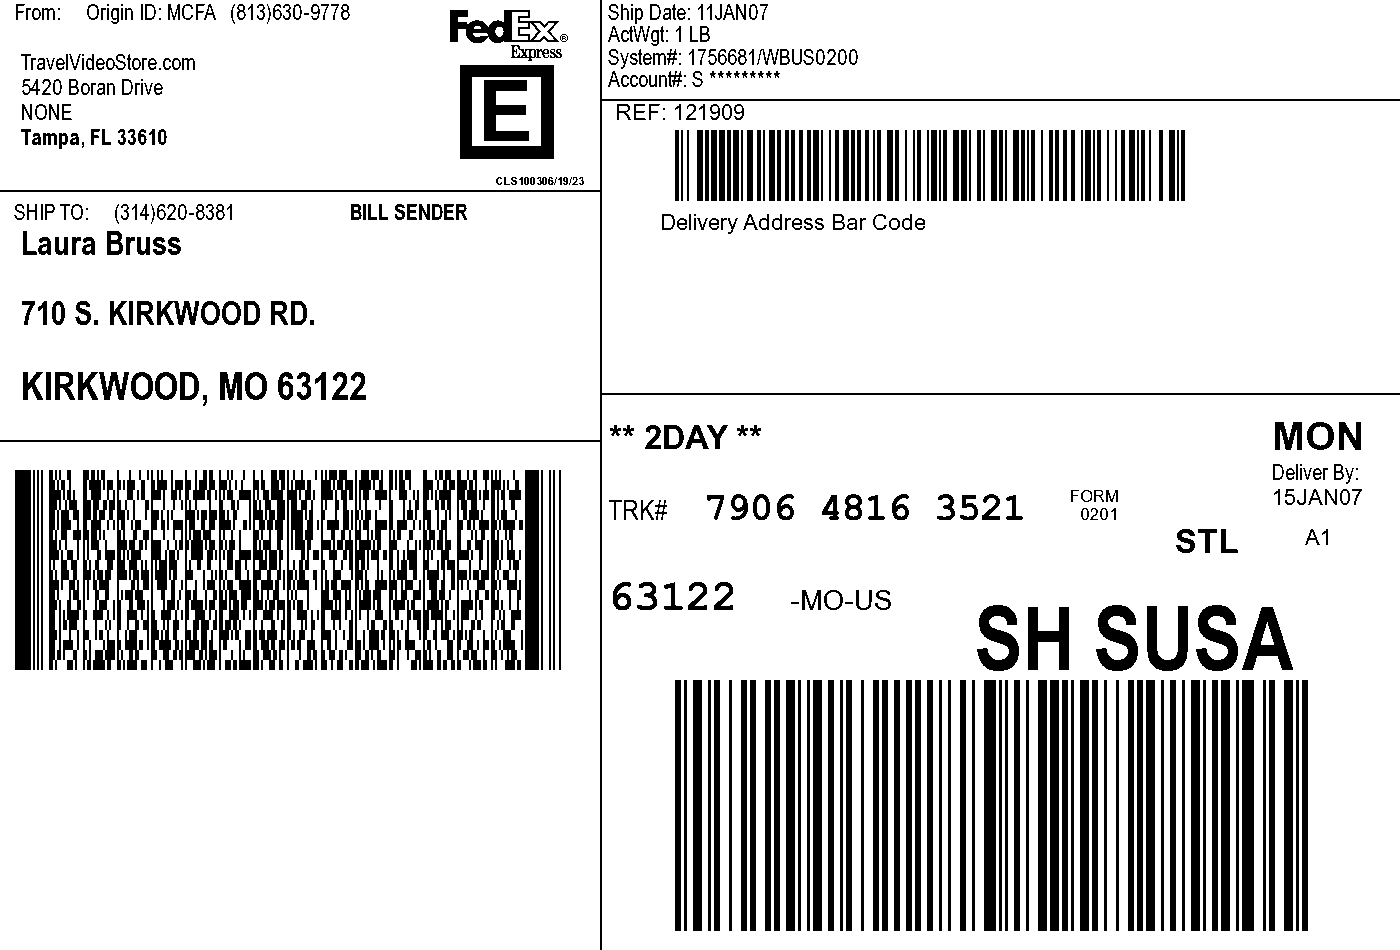 From: Origin ID: MCFA (813)630-9778
TravelVideoStore.com
5420 Boran Drive
NONE
Tampa, FL 33610
FedEx®
Express
E
CLS100306/19/23
SHIP TO: (314)620-8381 BILL SENDER
Laura Bruss
710 S. KIRKWOOD RD.
KIRKWOOD, MO 63122
Ship Date: 11JAN07
ActWgt: 1 LB
System#: 1756681/WBUS0200
Account#: S *********
REF: 121909
Delivery Address Bar Code
** 2DAY **
MON
Deliver By:
15JAN07
TRK# 7906 4816 3521 FORM
0201
STL A1
63122 -MO-US
SH SUSA